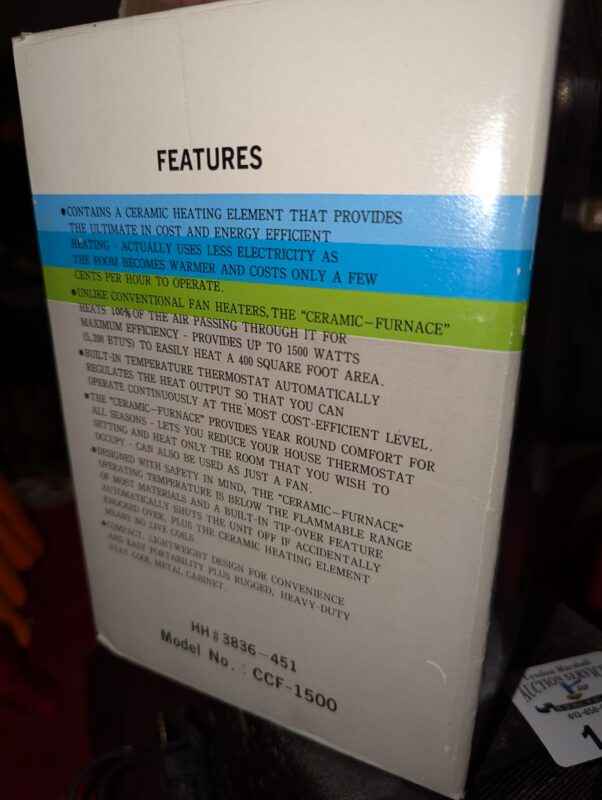 FEATURES
•CONTAINS A CERAMIC HEATING ELEMENT THAT PROVIDES
THE ULTIMATE IN COST AND ENERGY EFFICIENT
HEATING - ACTUALLY USES LESS ELECTRICITY AS
THE ROOM BECOMES WARMER AND COSTS ONLY A FEW
CENTS PER HOUR TO OPERATE.
•UNLIKE CONVENTIONAL FAN HEATERS, THE "CERAMIC-FURNACE"
HEATS 100% OF THE AIR PASSING THROUGH IT FOR
MAXIMUM EFFICIENCY - PROVIDES UP TO 1500 WATTS
BTU'S) TO EASILY HEAT A 400 SQUARE FOOT AREA.
•BUILT-IN TEMPERATURE THERMOSTAT AUTOMATICALLY
REGULATES THE HEAT OUTPUT SO THAT YOU CAN
OPERATE CONTINUOUSLY AT THE MOST COST-EFFICIENT LEVEL.
•THE "CERAMIC-FURNACE" PROVIDES YEAR ROUND COMFORT FOR
ALL SEASONS - LETS YOU REDUCE YOUR HOUSE THERMOSTAT
SETTING AND HEAT ONLY THE ROOM THAT YOU WISH TO
OCCUPY - CAN ALSO BE USED AS JUST A FAN.
•DESIGNED WITH SAFETY IN MIND, THE "CERAMIC-FURNACE"
OPERATING TEMPERATURE IS BELOW THE FLAMMABLE RANGE
OF MOST MATERIALS AND A BUILT-IN TIP-OVER FEATURE
AUTOMATICALLY SHUTS THE UNIT OFF IF ACCIDENTALLY
KNOCKED OVER, PLUS THE CERAMIC HEATING ELEMENT
MEANS NO LIVE COILS.
•COMPACT, LIGHTWEIGHT DESIGN FOR CONVENIENCE
AND EASY PORTABILITY PLUS RUGGED, HEAVY-DUTY
STAY COOL METAL CABINET.
HH#3836-451
Model No.: CCF-1500
Marshall
AUCTION SERVICE